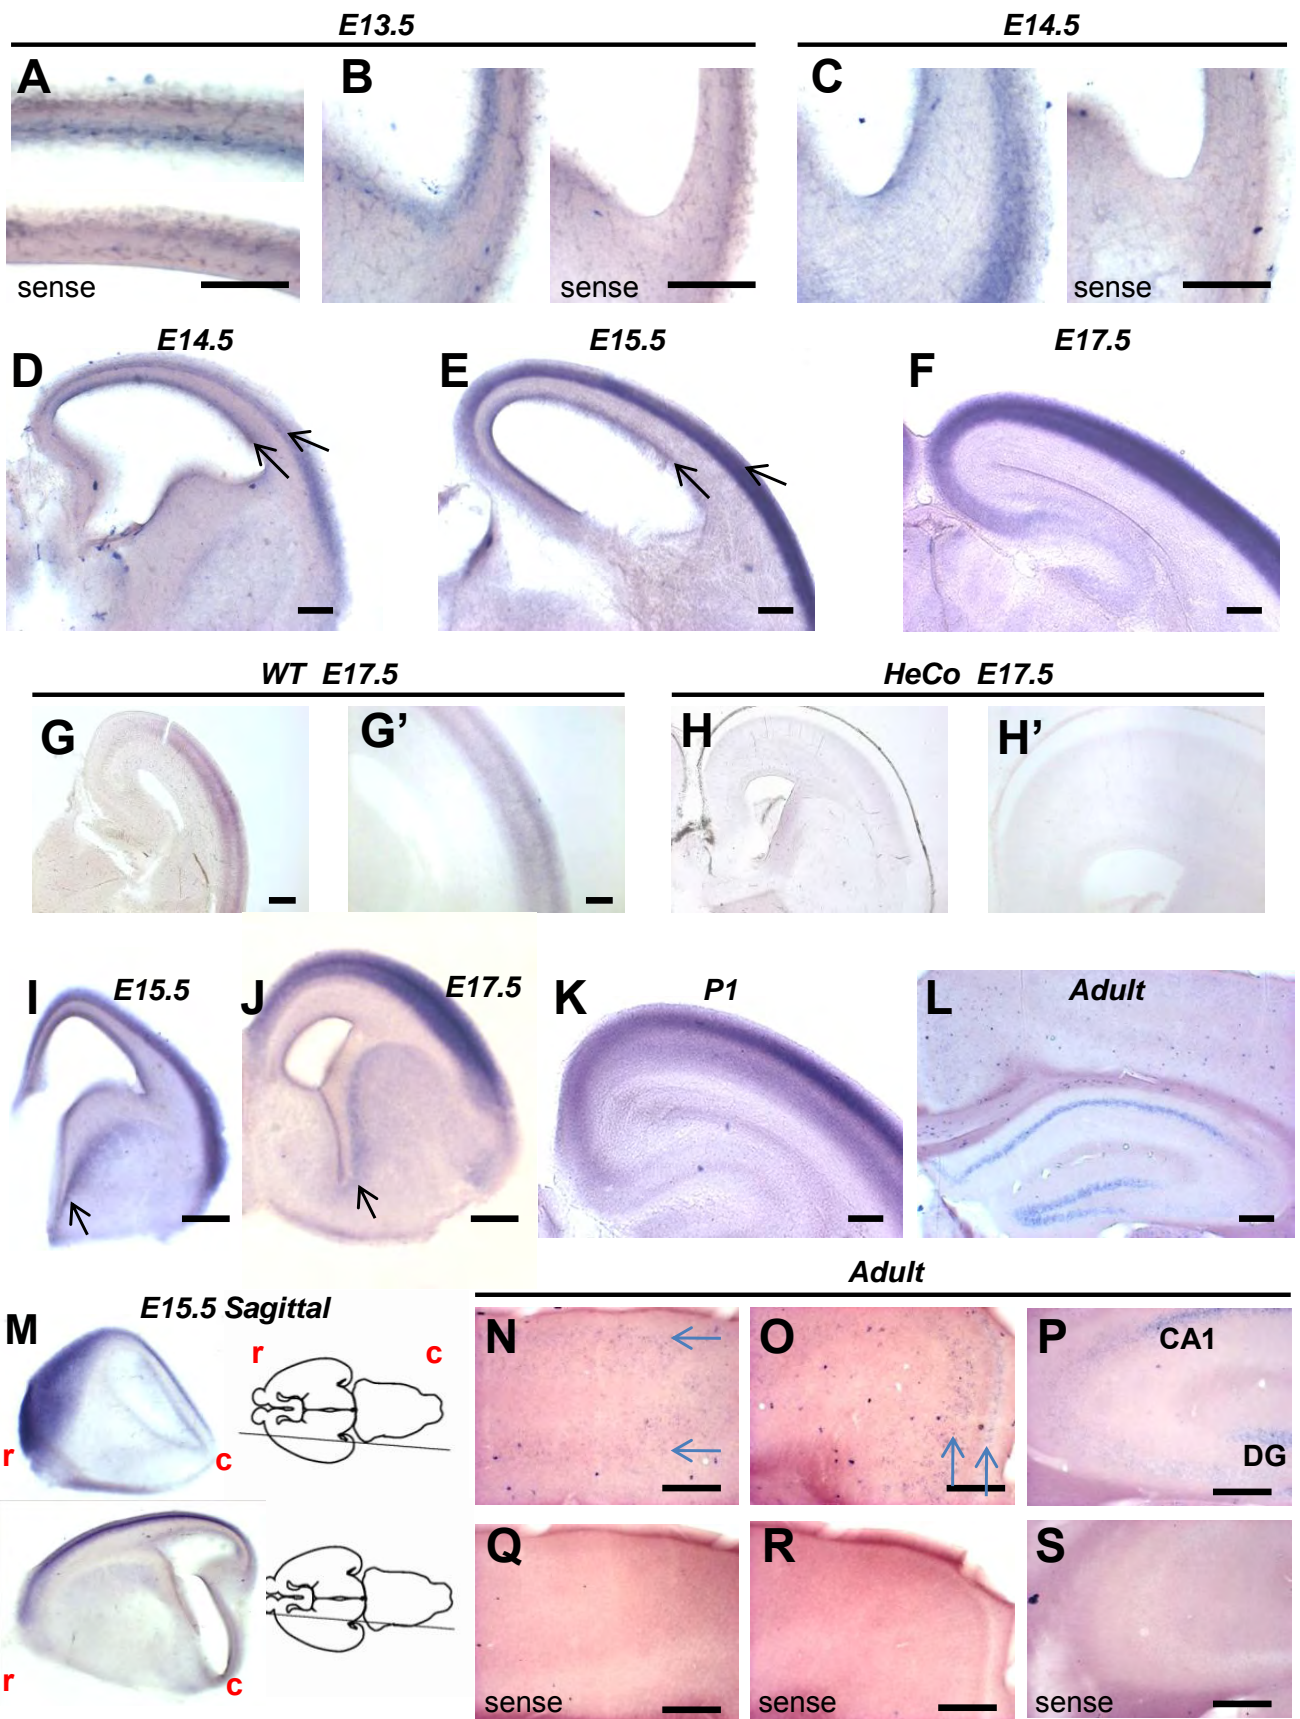 E13.5
E14.5
A
B
C
sense
sense
sense
E14.5
E15.5
E17.5
D
E
F
WT E17.5
HeCo E17.5
G
G’
H
H'
I
E15.5
J
E17.5
K
P1
L
Adult
Adult
M
E15.5 Sagittal
r
c
r
c
r
c
N
O
P
CA1
DG
Q
R
S
sense
sense
sense